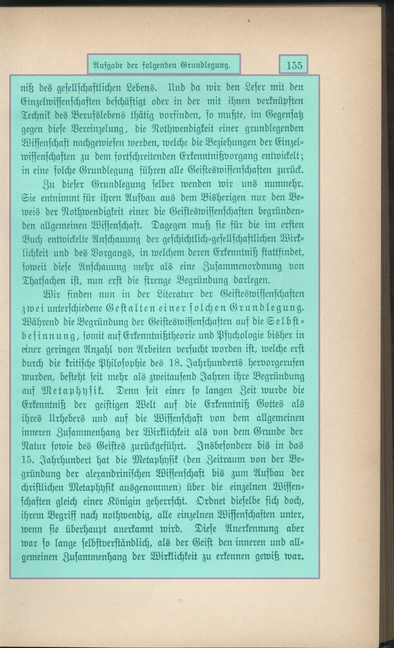 Aufgabe der folgenden Grundlegung. 155
niß des gesellschaftlichen Lebens. Und da wir den Leser mit den
Einzelwissenschaften beschäftigt oder in der mit ihnen verknüpften
Technik des Berufslebens thätig vorfinden, so mußte, im Gegensatz
gegen diese Vereinzelung, die Nothwendigkeit einer grundlegenden
Wissenschaft nachgewiesen werden, welche die Beziehungen der Einzel-
wissenschaften zu dem fortschreitenden Erkenntnißvorgang entwickelt;
in eine solche Grundlegung führen alle Geisteswissenschaften zurück.
Zu dieser Grundlegung selber wenden wir uns nunmehr.
Sie entnimmt für ihren Aufbau aus dem Bisherigen nur den Be-
weis der Nothwendigkeit einer die Geisteswissenschaften begründen-
den allgemeinen Wissenschaft. Dagegen muß sie für die im ersten
Buch entwickelte Anschauung der geschichtlich-gesellschaftlichen Wirk-
lichkeit und des Vorgangs, in welchem deren Erkenntniß stattfindet,
soweit diese Anschauung mehr als eine Zusammenordnung von
Thatsachen ist, nun erst die strenge Begründung darlegen.
Wir finden nun in der Literatur der Geisteswissenschaften
zwei unterschiedene Gestalten einer solchen Grundlegung.
Während die Begründung der Geisteswissenschaften auf die Selbst-
besinnung, somit auf Erkenntnißtheorie und Psychologie bisher in
einer geringen Anzahl von Arbeiten versucht worden ist, welche erst
durch die kritische Philosophie des 18. Jahrhunderts hervorgerufen
wurden, besteht seit mehr als zweitausend Jahren ihre Begründung
auf Metaphysik. Denn seit einer so langen Zeit wurde die
Erkenntniß der geistigen Welt auf die Erkenntniß Gottes als
ihres Urhebers und auf die Wissenschaft von dem allgemeinen
inneren Zusammenhang der Wirklichkeit als von dem Grunde der
Natur sowie des Geistes zurückgeführt. Insbesondere bis in das
15. Jahrhundert hat die Metaphysik (den Zeitraum von der Be-
gründung der alexandrinischen Wissenschaft bis zum Aufbau der
christlichen Metaphysik ausgenommen) über die einzelnen Wissen-
schaften gleich einer Königin geherrscht. Ordnet dieselbe sich doch,
ihrem Begriff nach nothwendig, alle einzelnen Wissenschaften unter,
wenn sie überhaupt anerkannt wird. Diese Anerkennung aber
war so lange selbstverständlich, als der Geist den inneren und all-
gemeinen Zusammenhang der Wirklichkeit zu erkennen gewiß war.